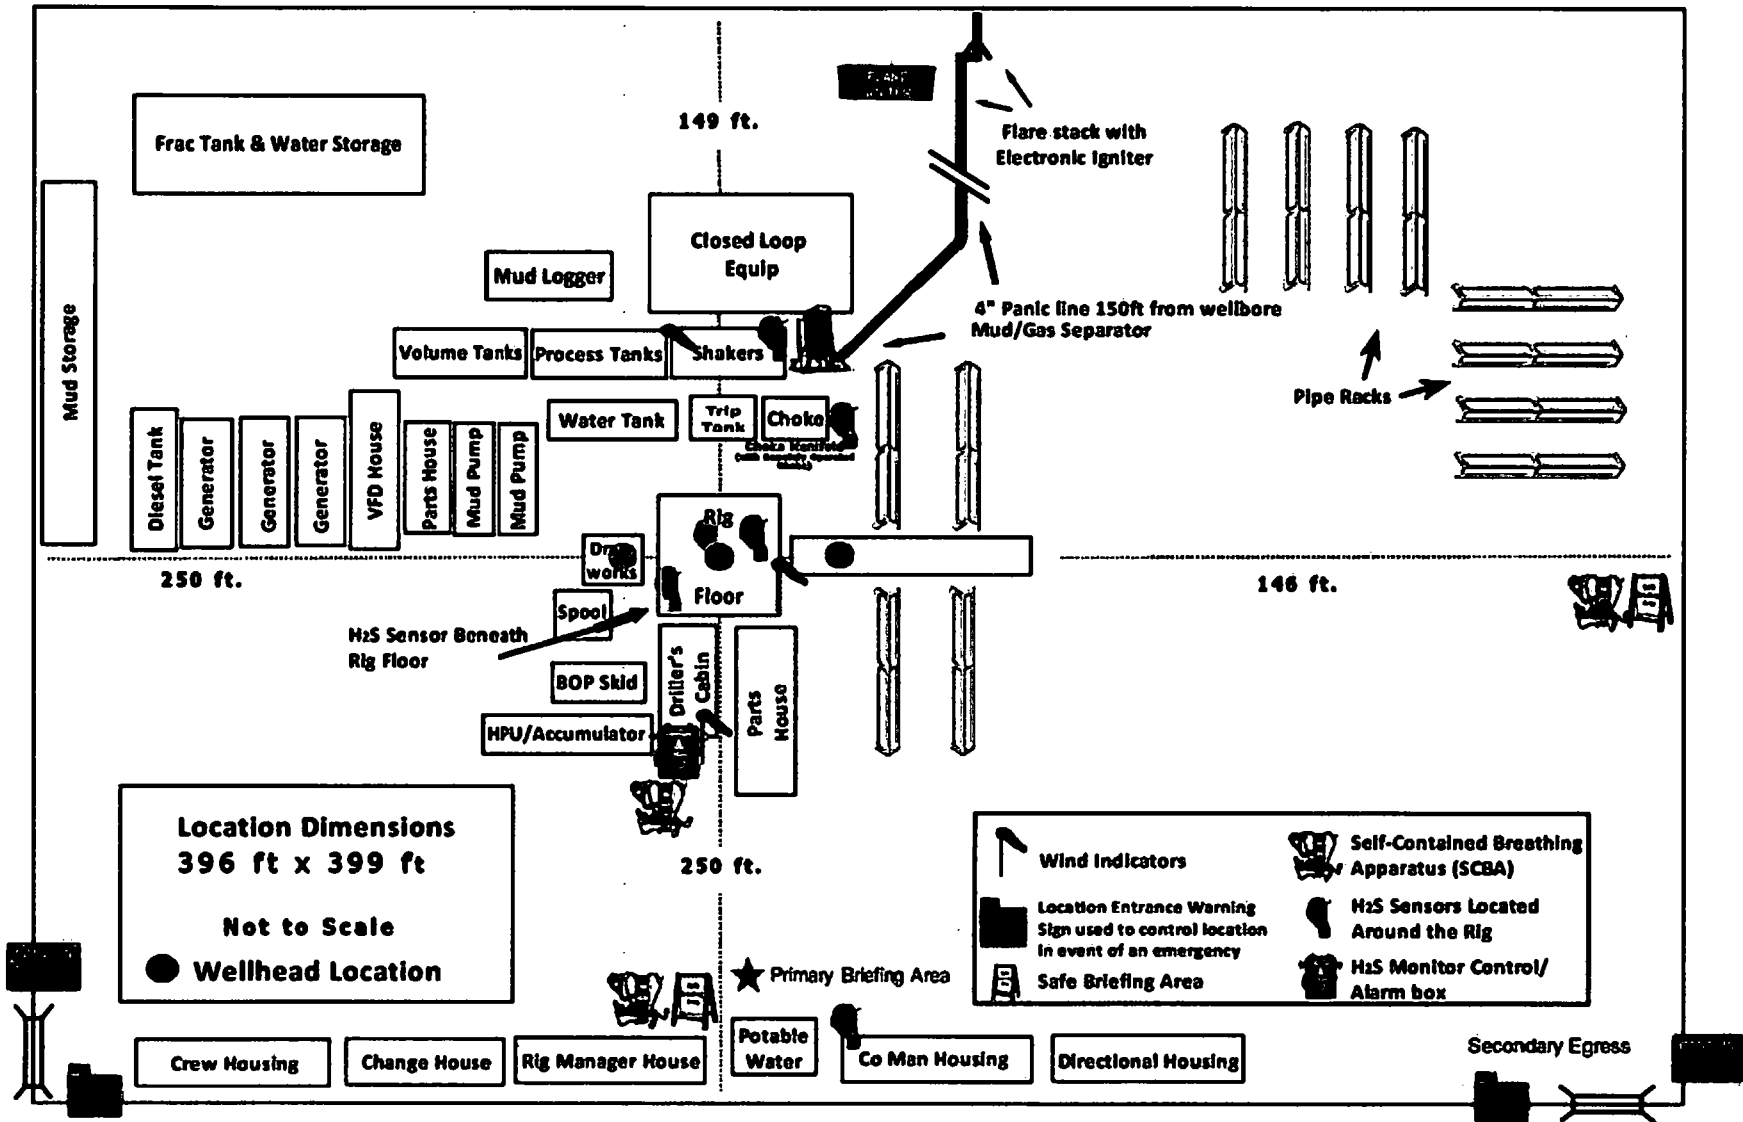 149 ft.
Flare stack with
Electronic Igniter
Frac Tank & Water Storage
Closed Loop
Equip
Mud Logger
4" Panic line 150ft from wellbore
Mud/Gas Separator
Mud Storage
Volume Tanks
Process Tanks
Shakers
Pipe Racks
Water Tank
Trip
Tank
Choke
Choke Manifold
Diesel Tank
Generator
Generator
Generator
VFD House
Parts House
Mud Pump
Mud Pump
Rig
Floor
works
250 ft.
146 ft.
Spool
H2S Sensor Beneath
Rig Floor
BOP Skid
Driller's
Cabin
Parts
House
HPU/Accumulator
Location Dimensions
396 ft x 399 ft
Not to Scale
Wellhead Location
250 ft.
Wind Indicators
Location Entrance Warning
Sign used to control location
in event of an emergency
Safe Briefing Area
Self-Contained Breathing
Apparatus (SCBA)
H2S Sensors Located
Around the Rig
H2S Monitor Control/
Alarm box
Primary Briefing Area
Crew Housing
Change House
Rig Manager House
Potable
Water
Co Man Housing
Directional Housing
Secondary Egress